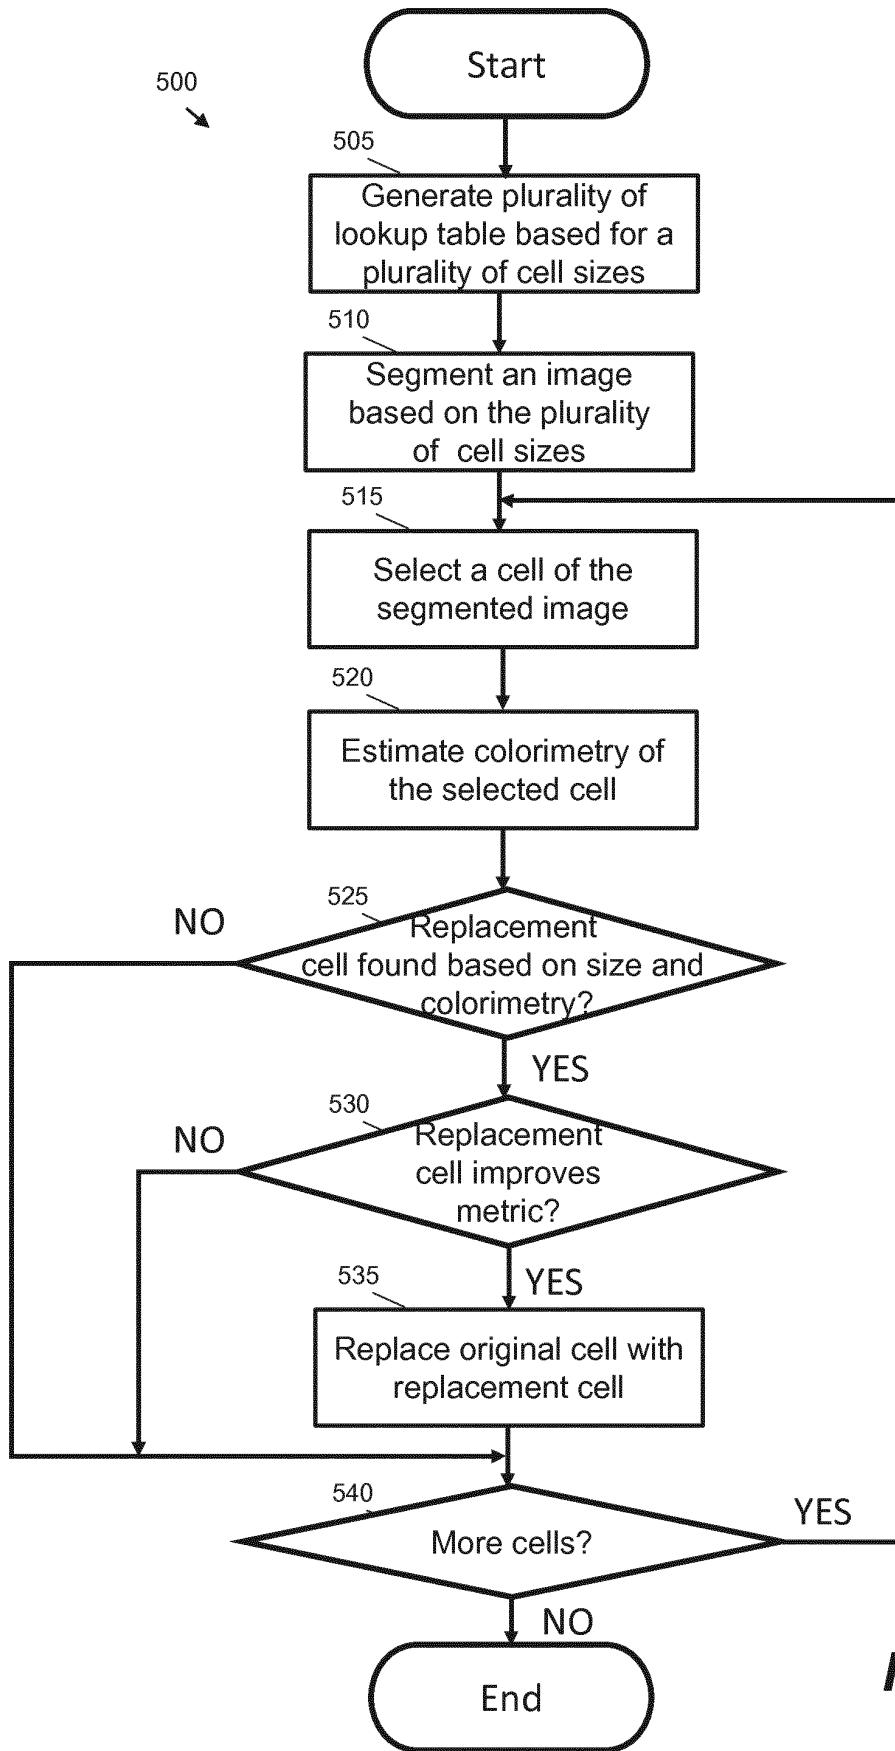 Start
500
505
Generate plurality of
lookup table based for a
plurality of cell sizes
510
Segment an image
based on the plurality
of cell sizes
515
Select a cell of the
segmented image
520
Estimate colorimetry of
the selected cell
525
NO
Replacement
cell found based on size and
colorimetry?
YES
530
NO
Replacement
cell improves
metric?
YES
535
Replace original cell with
replacement cell
540
More cells?
YES
NO
End